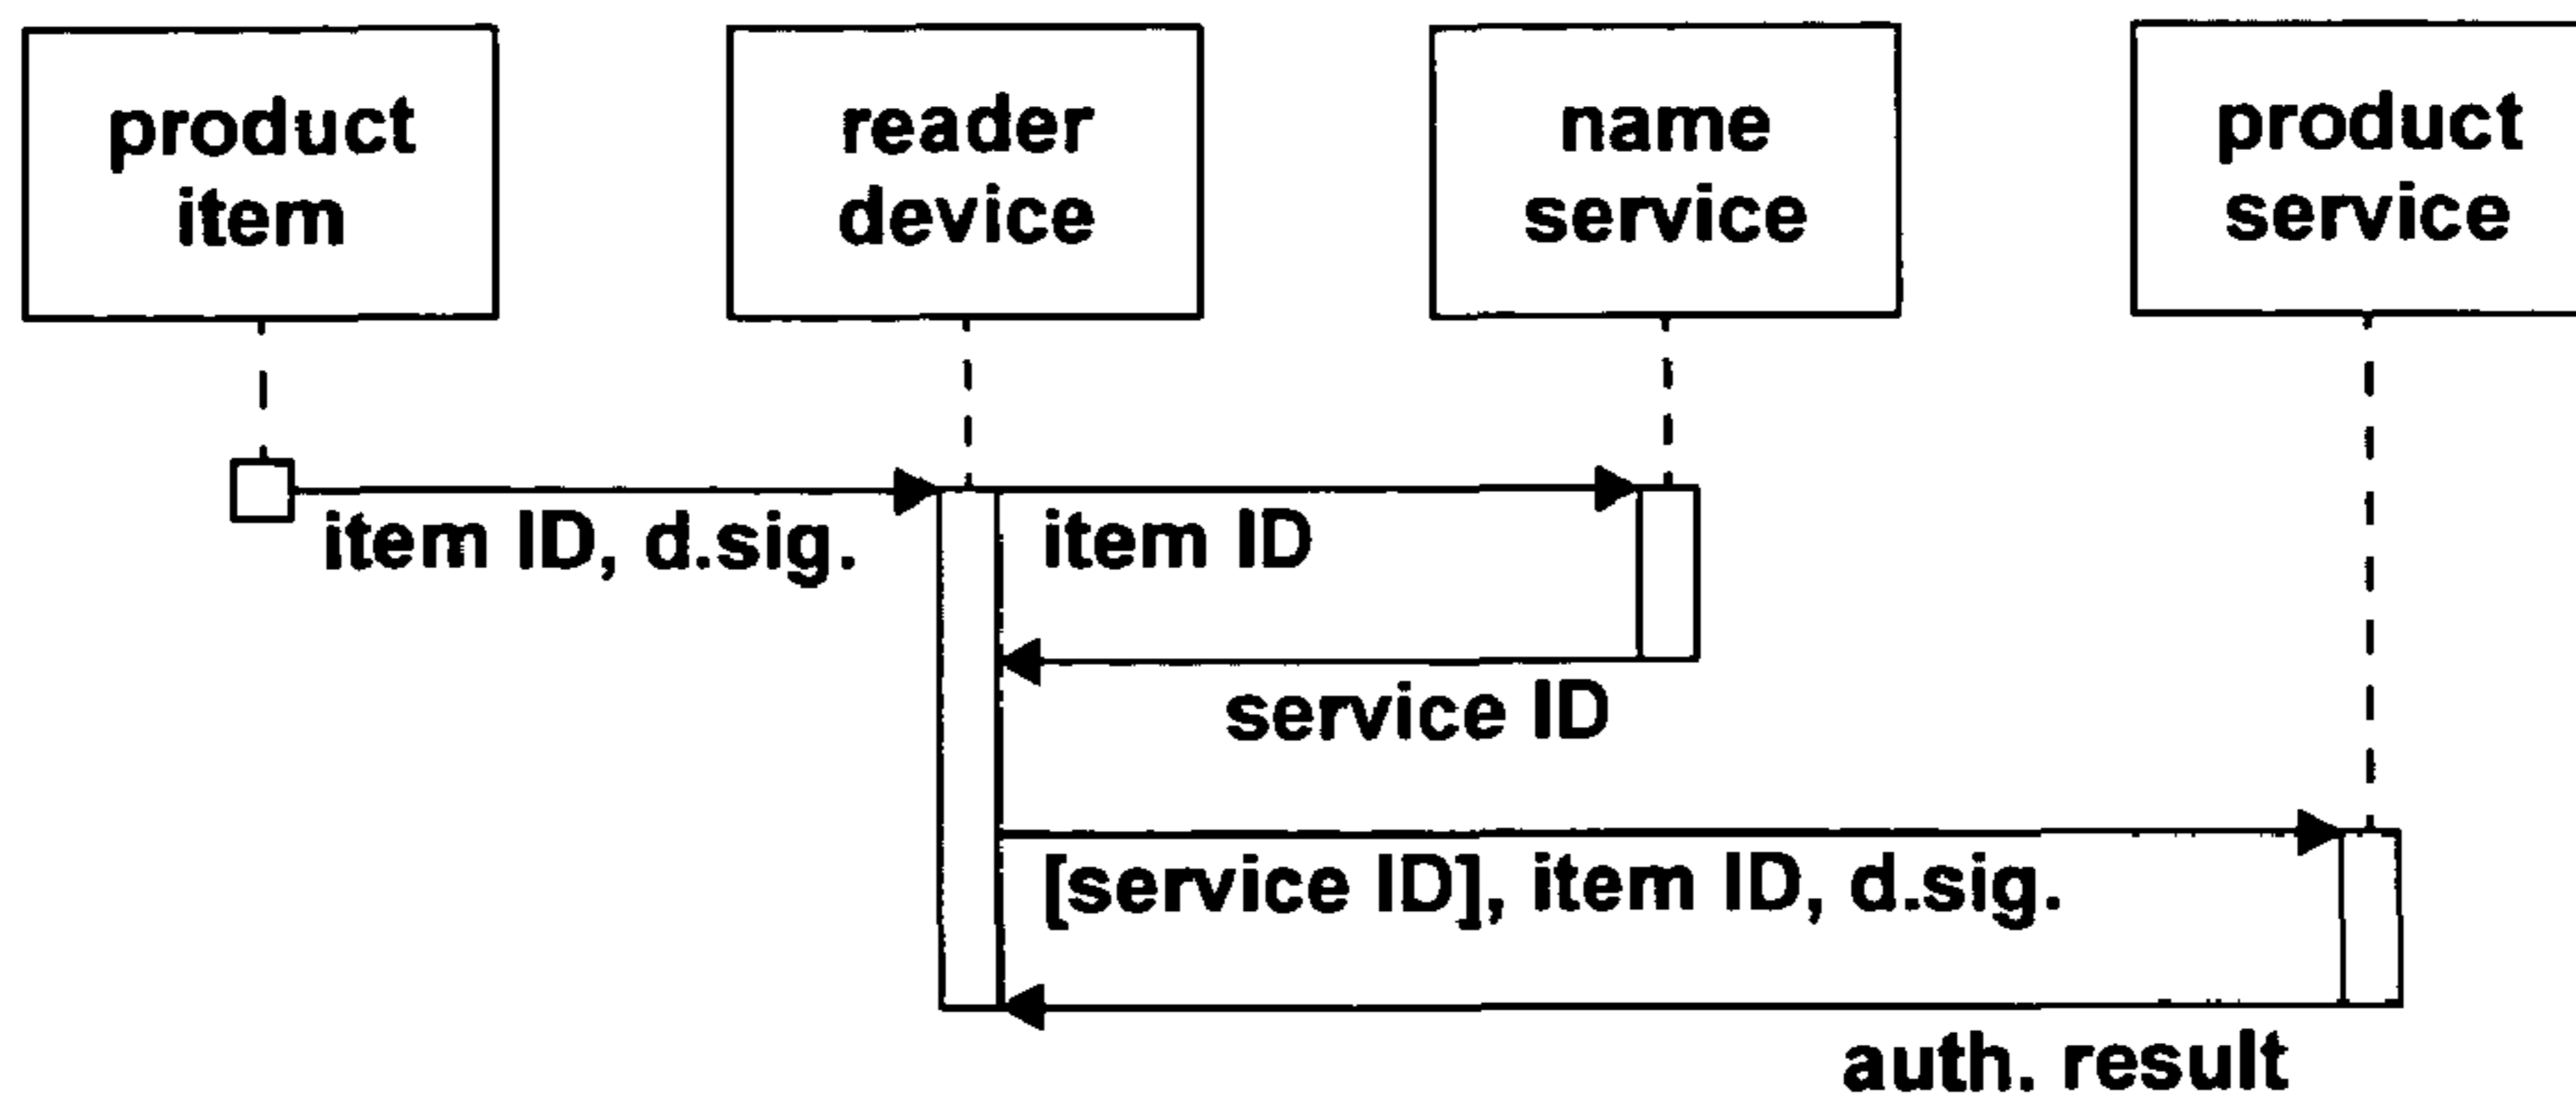 product
item
reader
device
name
service
product
service
item ID, d.sig.
item ID
service ID
[service ID], item ID, d.sig.
auth. result